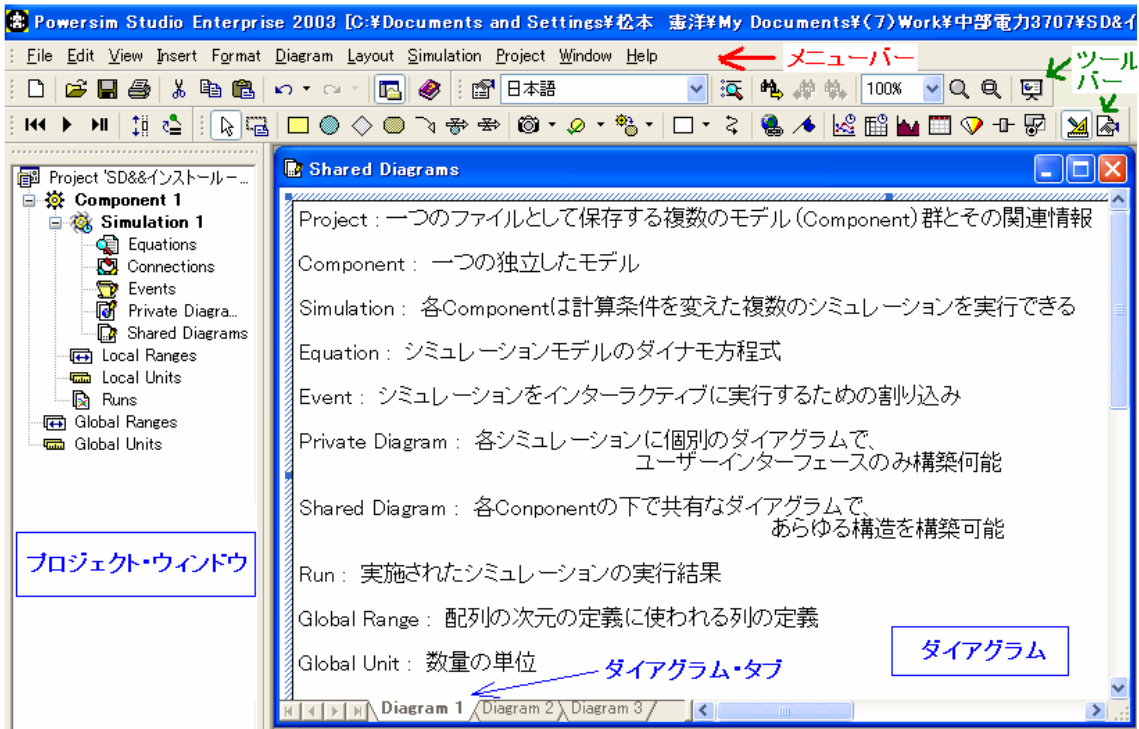 Powersim Studio Enterprise 2003 [C:¥Documents and Settings¥松本　憲洋¥My Documents¥(7)Work¥中部電力3707¥SD&イ
File Edit View Insert Format Diagram Layout Simulation Project Window Help
メニューバー
ツール
バー
日本語
100%
Project 'SD&&インストールー...
Component 1
Simulation 1
Equations
Connections
Events
Private Diagra...
Shared Diagrams
Local Ranges
Local Units
Runs
Global Ranges
Global Units
プロジェクト・ウィンドウ
Shared Diagrams
Project : 一つのファイルとして保存する複数のモデル(Component)群とその関連情報
Component : 一つの独立したモデル
Simulation : 各Componentは計算条件を変えた複数のシミュレーションを実行できる
Equation : シミュレーションモデルのダイナモ方程式
Event : シミュレーションをインターラクティブに実行するための割り込み
Private Diagram : 各シミュレーションに個別のダイアグラムで、
ユーザーインターフェースのみ構築何能
Shared Diagram : 各Conponentの下で共有なダイアグラムで、
あらゆる構造を構築可能
Run : 実施されたシミュレーションの実行結果
Global Range : 配列の次元の定義に使われる列の定義
Global Unit : 数量の単位
ダイアグラム
ダイアグラム・タブ
Diagram 1 Diagram 2 Diagram 3